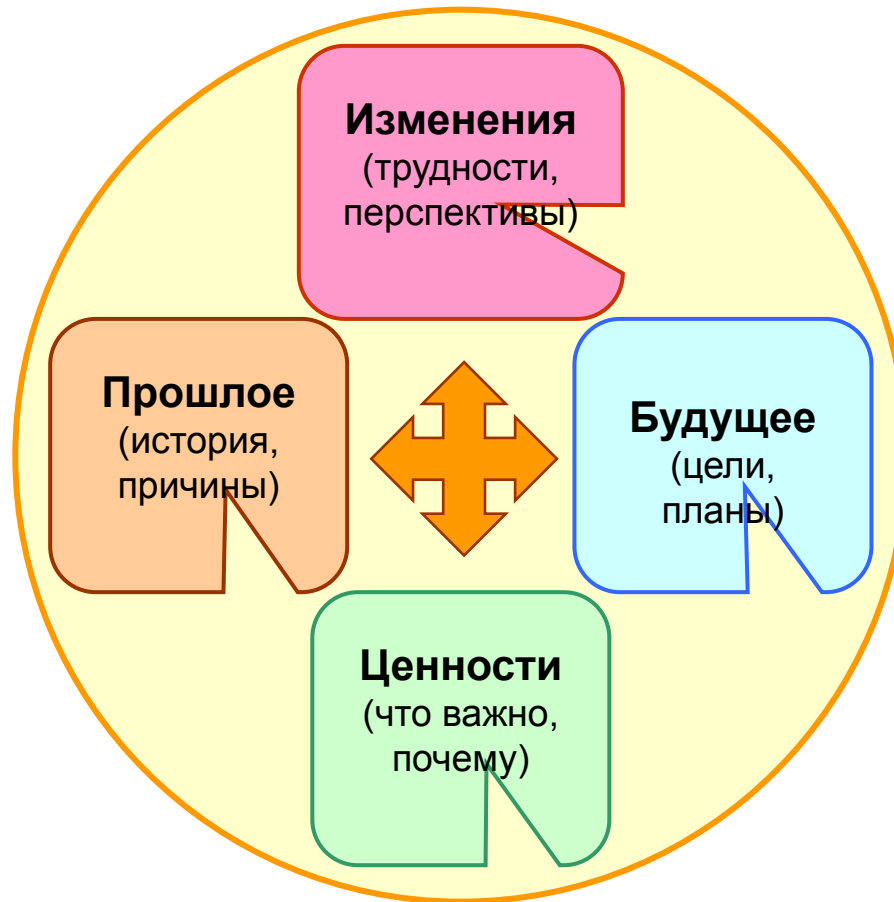 Изменения
(трудности,
перспективы)
Прошлое
(история,
причины)
Будущее
(цели,
планы)
Ценности
(что важно,
почему)